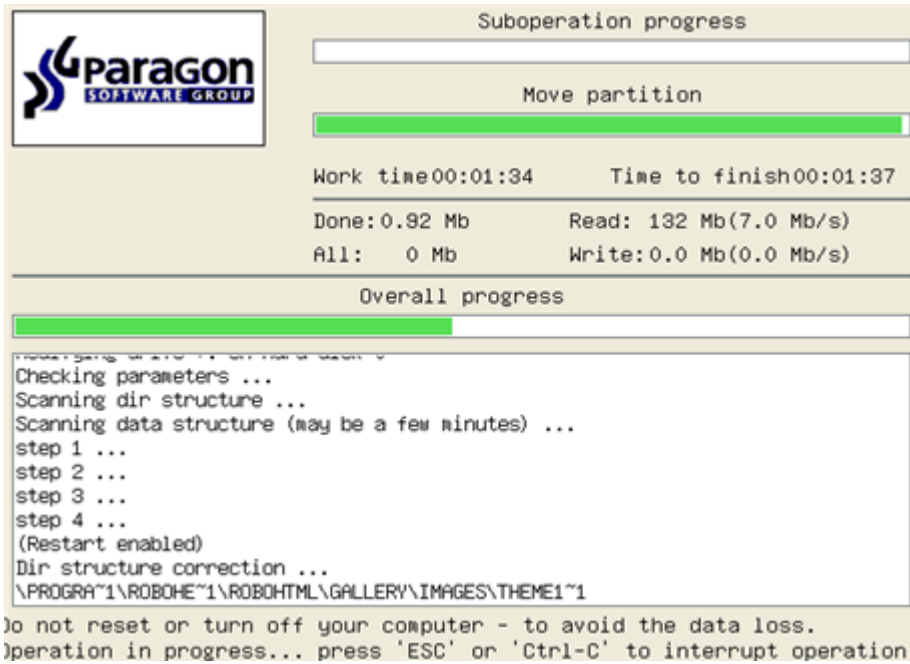 Paragon
SOFTWARE GROUP
Suboperation progress
Move partition
Work time00:01:34 Time to finish00:01:37
Done:0.92 Mb Read: 132 Mb(7.0 Mb/s)
All: 0 Mb Write:0.0 Mb(0.0 Mb/s)
Overall progress
Checking parameters ...
Scanning dir structure ...
Scanning data structure (may be a few minutes) ...
step 1 ...
step 2 ...
step 3 ...
step 4 ...
(Restart enabled)
Dir structure correction ...
\PROGRA~1\ROBOHE~1\ROBOHTML\GALLERY\IMAGES\THEME1~1
Do not reset or turn off your computer - to avoid the data loss.
Operation in progress... press 'ESC' or 'Ctrl-C' to interrupt operation